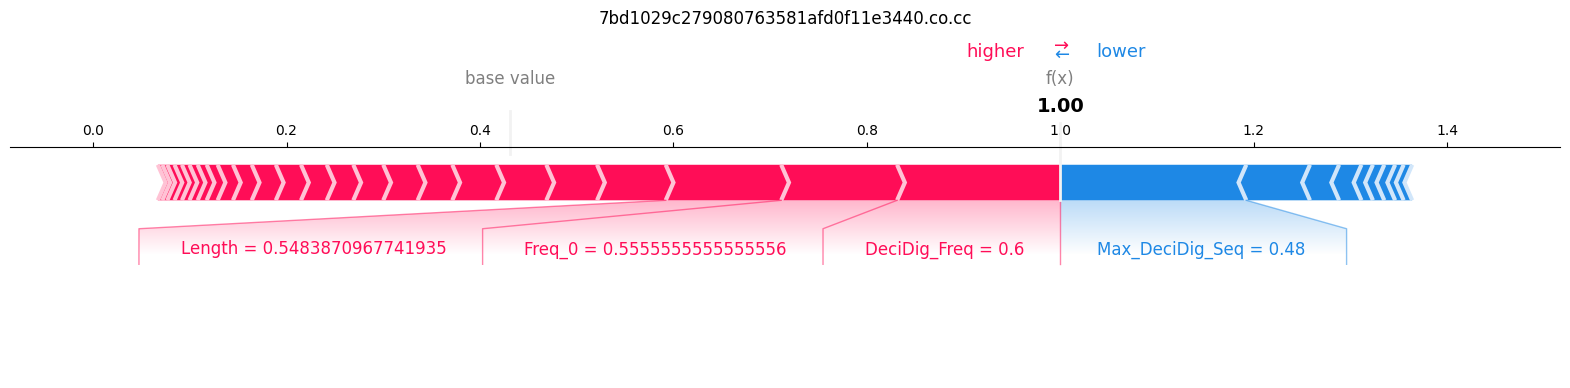 7bd1029c279080763581afd0f11e3440.co.cc
higher ⇄ lower
base value f(x)
1.00
0.0 0.2 0.4 0.6 0.8 1.0 1.2 1.4
Length = 0.5483870967741935 Freq_0 = 0.5555555555555556 DeciDig_Freq = 0.6 Max_DeciDig_Seq = 0.48